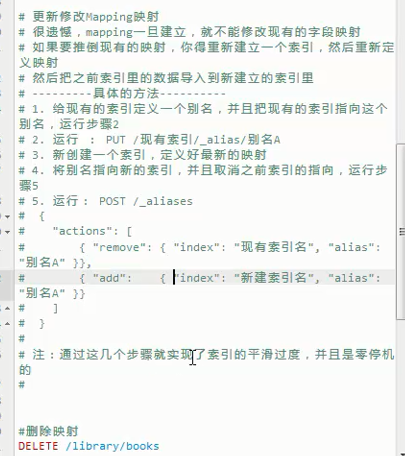 # 更新修改Mapping映射
# 很遗憾，mapping一旦建立，就不能修改现有的字段映射
# 如果要推倒现有的映射，你得重新建立一个索引，然后重新定
义映射
# 然后把之前索引里的数据导入到新建立的索引里
# ---------具体的方法----------
# 1. 给现有的索引定义一个别名，并且把现有的索引指向这个
别名，运行步骤2
# 2. 运行 ： PUT /现有索引/_alias/别名A
# 3. 新创建一个索引，定义好最新的映射
# 4. 将别名指向新的索引，并且取消之前索引的指向，运行步
骤5
# 5. 运行： POST /_aliases
#  {
#    "actions": [
#        { "remove": { "index": "现有索引名", "alias":
"别名A" }},
#        { "add":    { "index": "新建索引名", "alias":
"别名A" }}
#    ]
#  }
#
# 注：通过这几个步骤就实现了索引的平滑过度，并且是零停机
的
#
#删除映射
DELETE /library/books